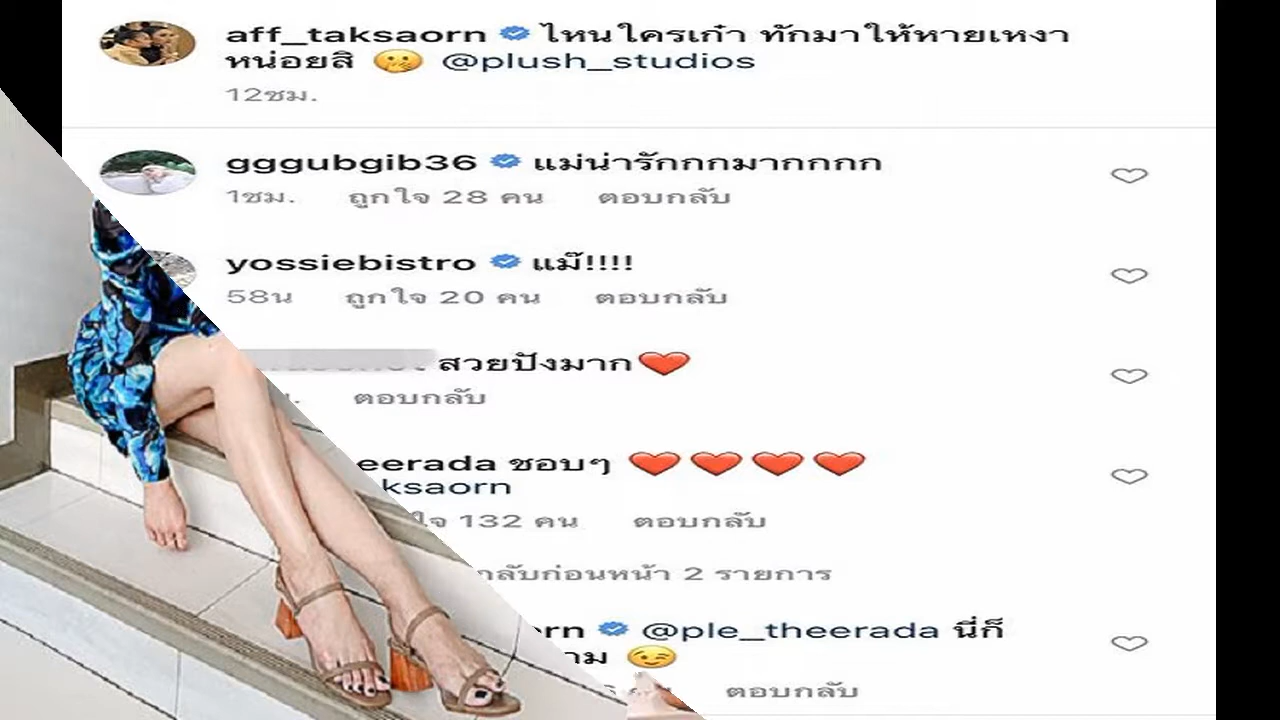 aff_taksaorn ไหนใครเก๋า ทักมาให้หายเหงา
หน่อยสิ 🤭 @plush_studios
12ชม.
gggubgib36 แม่น่ารักกกมากกกก
1ชม. ถูกใจ 28 คน ตอบกลับ
yossiebistro แม๊!!!!
58น ถูกใจ 20 คน ตอบกลับ
สวยปังมาก❤️
ตอบกลับ
eerada ชอบๆ ❤️❤️❤️❤️
ksaorn
132 คน ตอบกลับ
กลับก่อนหน้า 2 รายการ
rn @ple_theerada นี่ก็
😉
ตอบกลับ